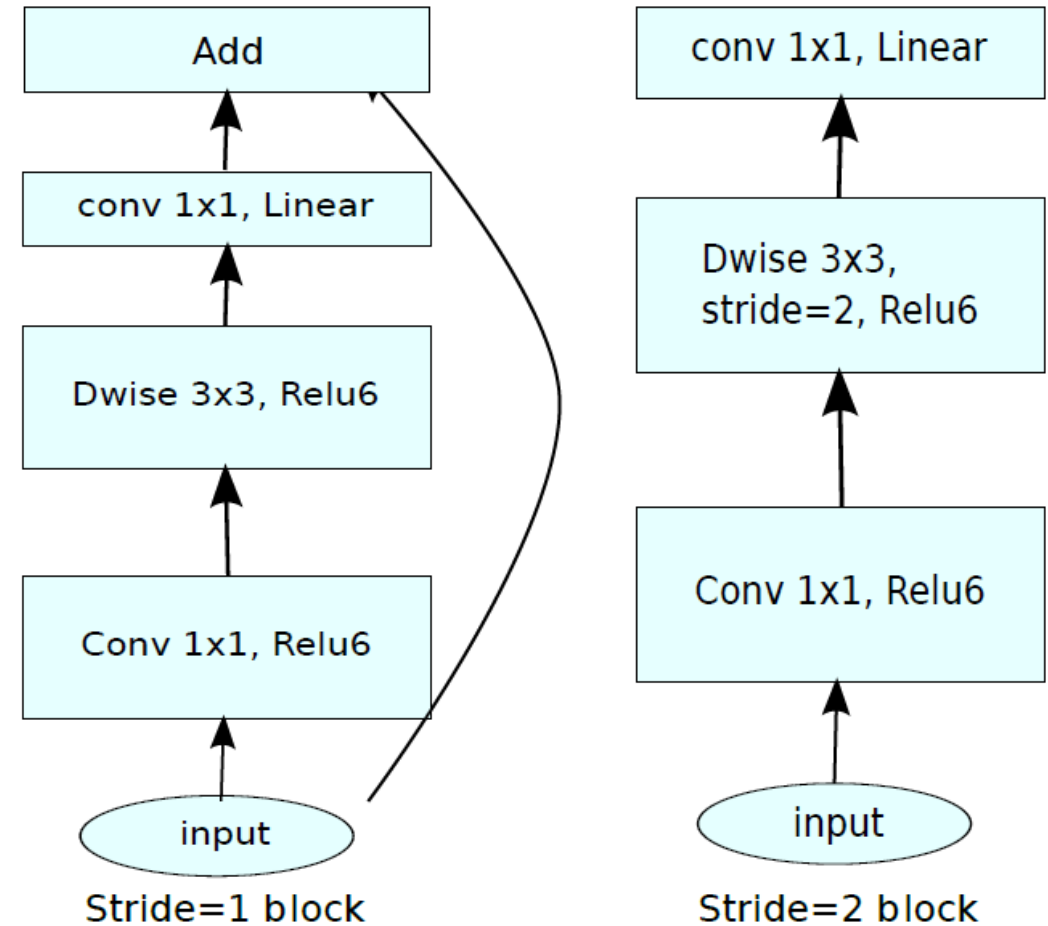 Add
conv 1x1, Linear
Dwise 3x3, Relu6
Conv 1x1, Relu6
input
Stride=1 block
conv 1x1, Linear
Dwise 3x3,
stride=2, Relu6
Conv 1x1, Relu6
input
Stride=2 block